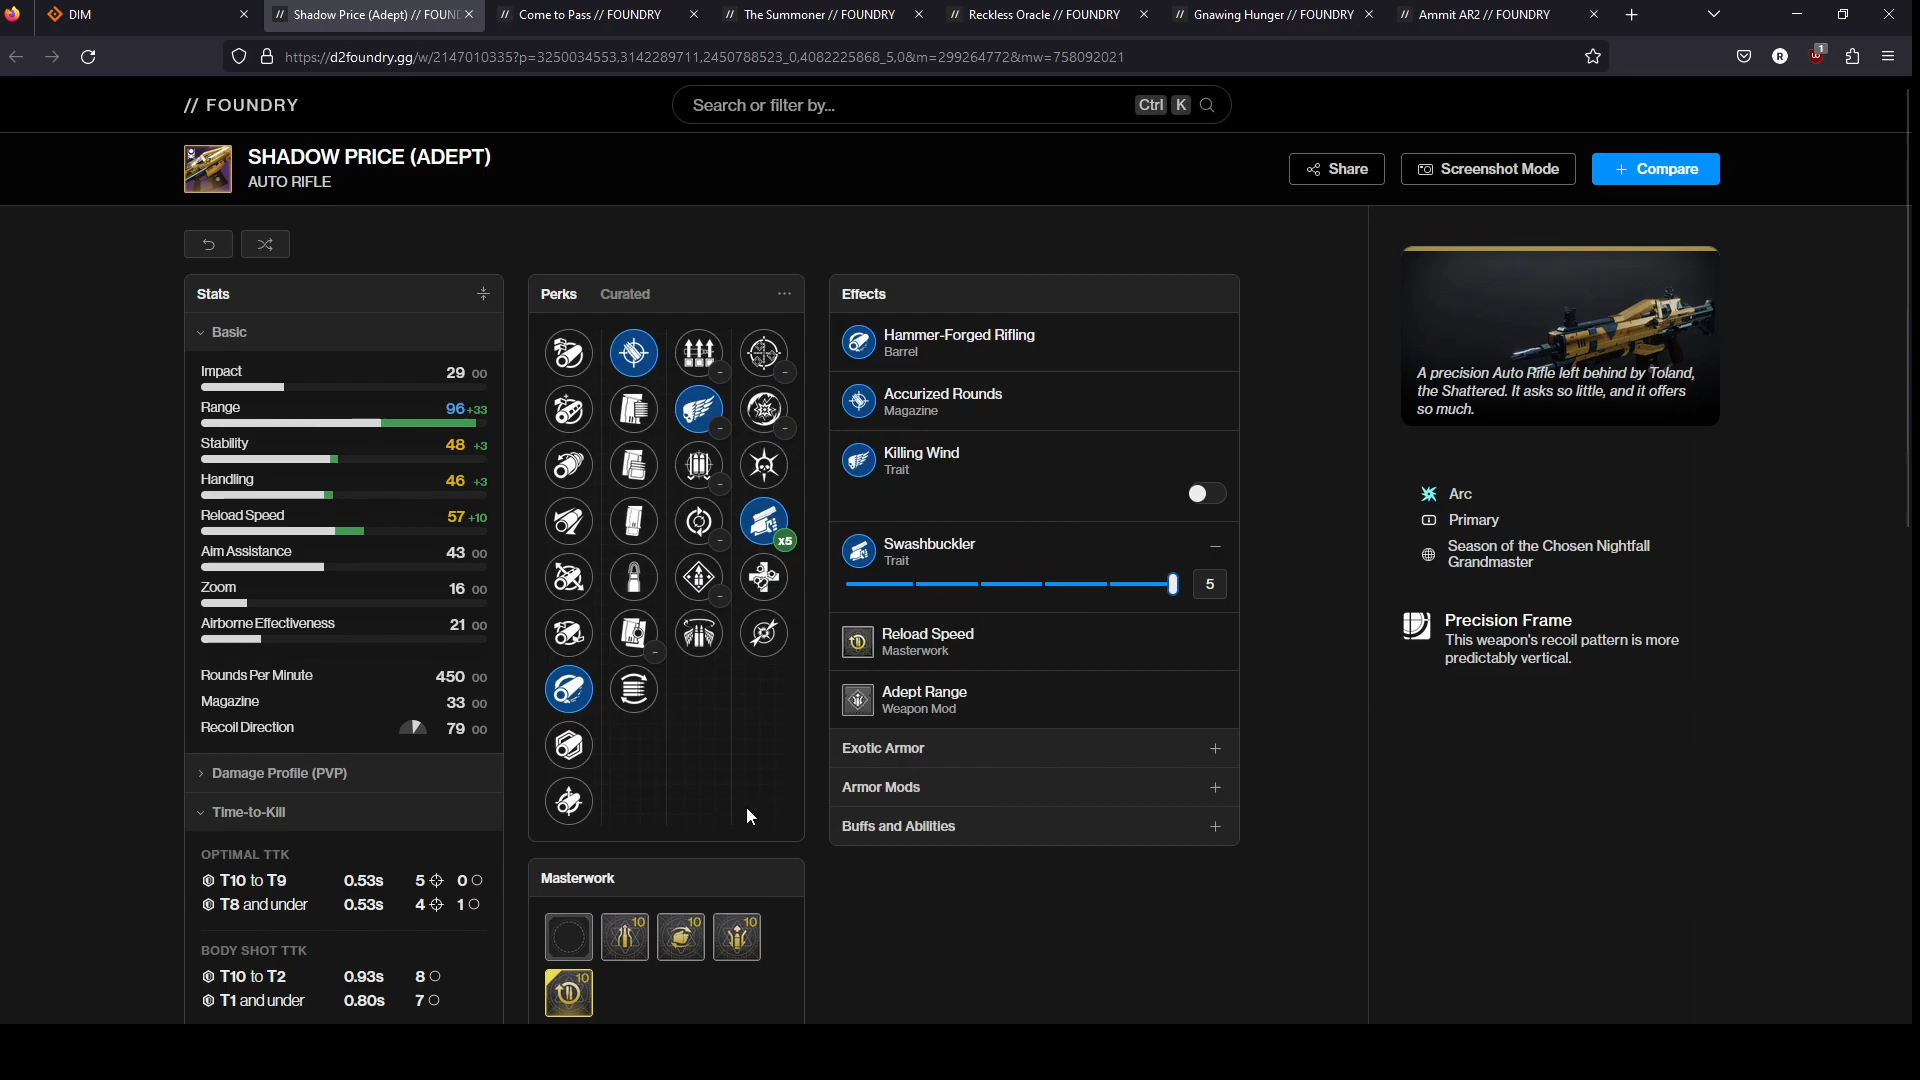 DIM
// Shadow Price (Adept) // FOUND
// Come to Pass // FOUNDRY
// The Summoner // FOUNDRY
// Reckless Oracle // FOUNDRY
// Gnawing Hunger // FOUNDRY
// Ammit AR2 // FOUNDRY
https://d2foundry.gg/w/2147010335?p=3250034553,3142289711,2450788523_0,4082225868_5,0&m=299264772&mw=758092021
R
1
// FOUNDRY
Search or filter by...
Ctrl K
SHADOW PRICE (ADEPT)
AUTO RIFLE
Share
Screenshot Mode
+ Compare
Stats
Basic
Impact 29 00
Range 96 +33
Stability 48 +3
Handling 46 +3
Reload Speed 57 +10
Aim Assistance 43 00
Zoom 16 00
Airborne Effectiveness 21 00
Rounds Per Minute 450 00
Magazine 33 00
Recoil Direction 79 00
Damage Profile (PVP)
Time-to-Kill
OPTIMAL TTK
T10 to T9 0.53s 5 0
T8 and under 0.53s 4 1
BODY SHOT TTK
T10 to T2 0.93s 8
T1 and under 0.80s 7
Perks Curated
x5
Masterwork
10 10 10
10
Effects
Hammer-Forged Rifling
Barrel
Accurized Rounds
Magazine
Killing Wind
Trait
Swashbuckler
Trait
5
Reload Speed
Masterwork
Adept Range
Weapon Mod
Exotic Armor +
Armor Mods +
Buffs and Abilities +
A precision Auto Rifle left behind by Toland,
the Shattered. It asks so little, and it offers
so much.
Arc
Primary
Season of the Chosen Nightfall
Grandmaster
Precision Frame
This weapon's recoil pattern is more
predictably vertical.